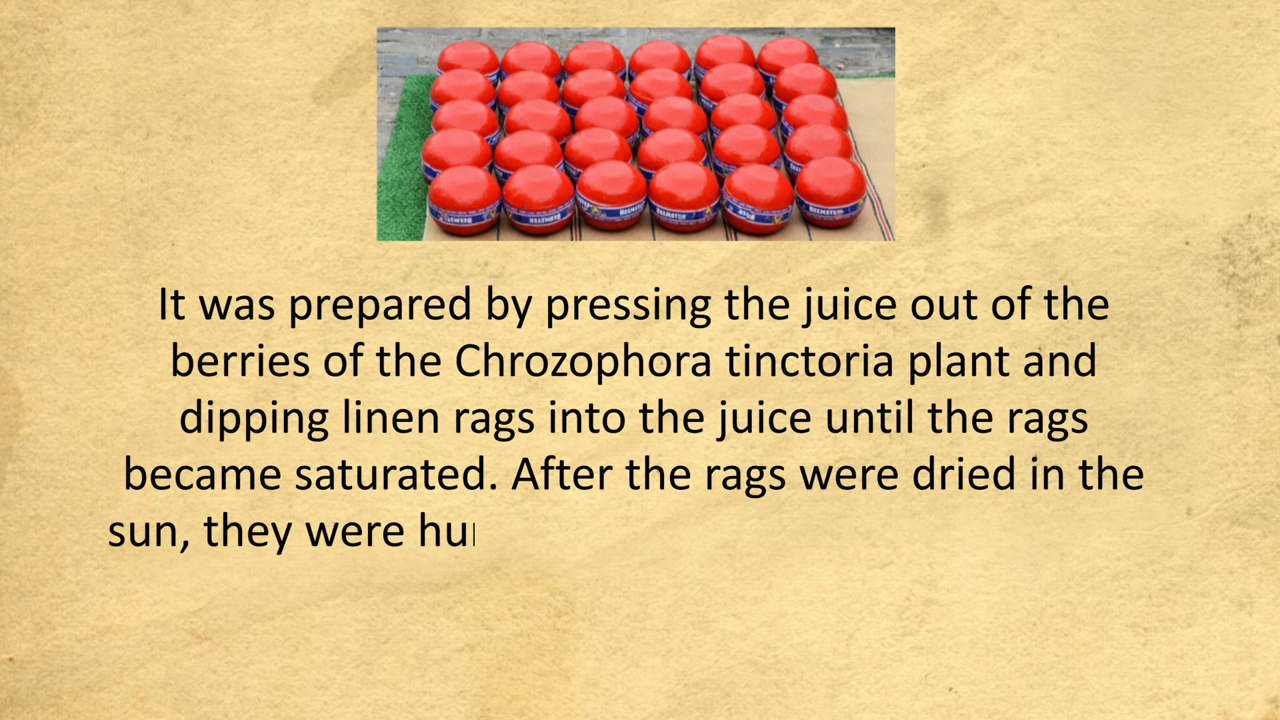 It was prepared by pressing the juice out of the
berries of the Chrozophora tinctoria plant and
dipping linen rags into the juice until the rags
became saturated. After the rags were dried in the
sun, they were